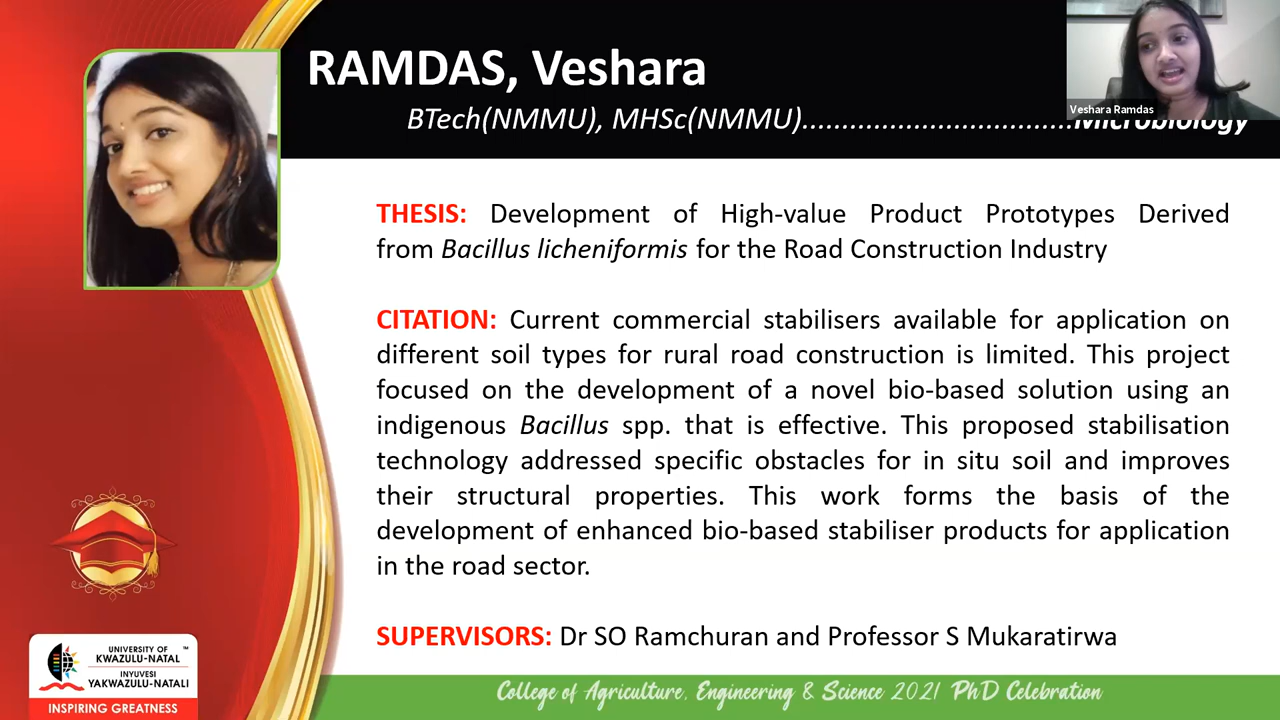 RAMDAS, Veshara
BTech(NMMU), MHSc(NMMU).................................Microbiology
Veshara Ramdas
THESIS: Development of High-value Product Prototypes Derived
from Bacillus licheniformis for the Road Construction Industry
CITATION: Current commercial stabilisers available for application on
different soil types for rural road construction is limited. This project
focused on the development of a novel bio-based solution using an
indigenous Bacillus spp. that is effective. This proposed stabilisation
technology addressed specific obstacles for in situ soil and improves
their structural properties. This work forms the basis of the
development of enhanced bio-based stabiliser products for application
in the road sector.
SUPERVISORS: Dr SO Ramchuran and Professor S Mukaratirwa
UNIVERSITY OF ™
KWAZULU-NATAL
INYUVESI
YAKWAZULU-NATALI
INSPIRING GREATNESS
College of Agriculture, Engineering & Science 2021 PhD Celebration